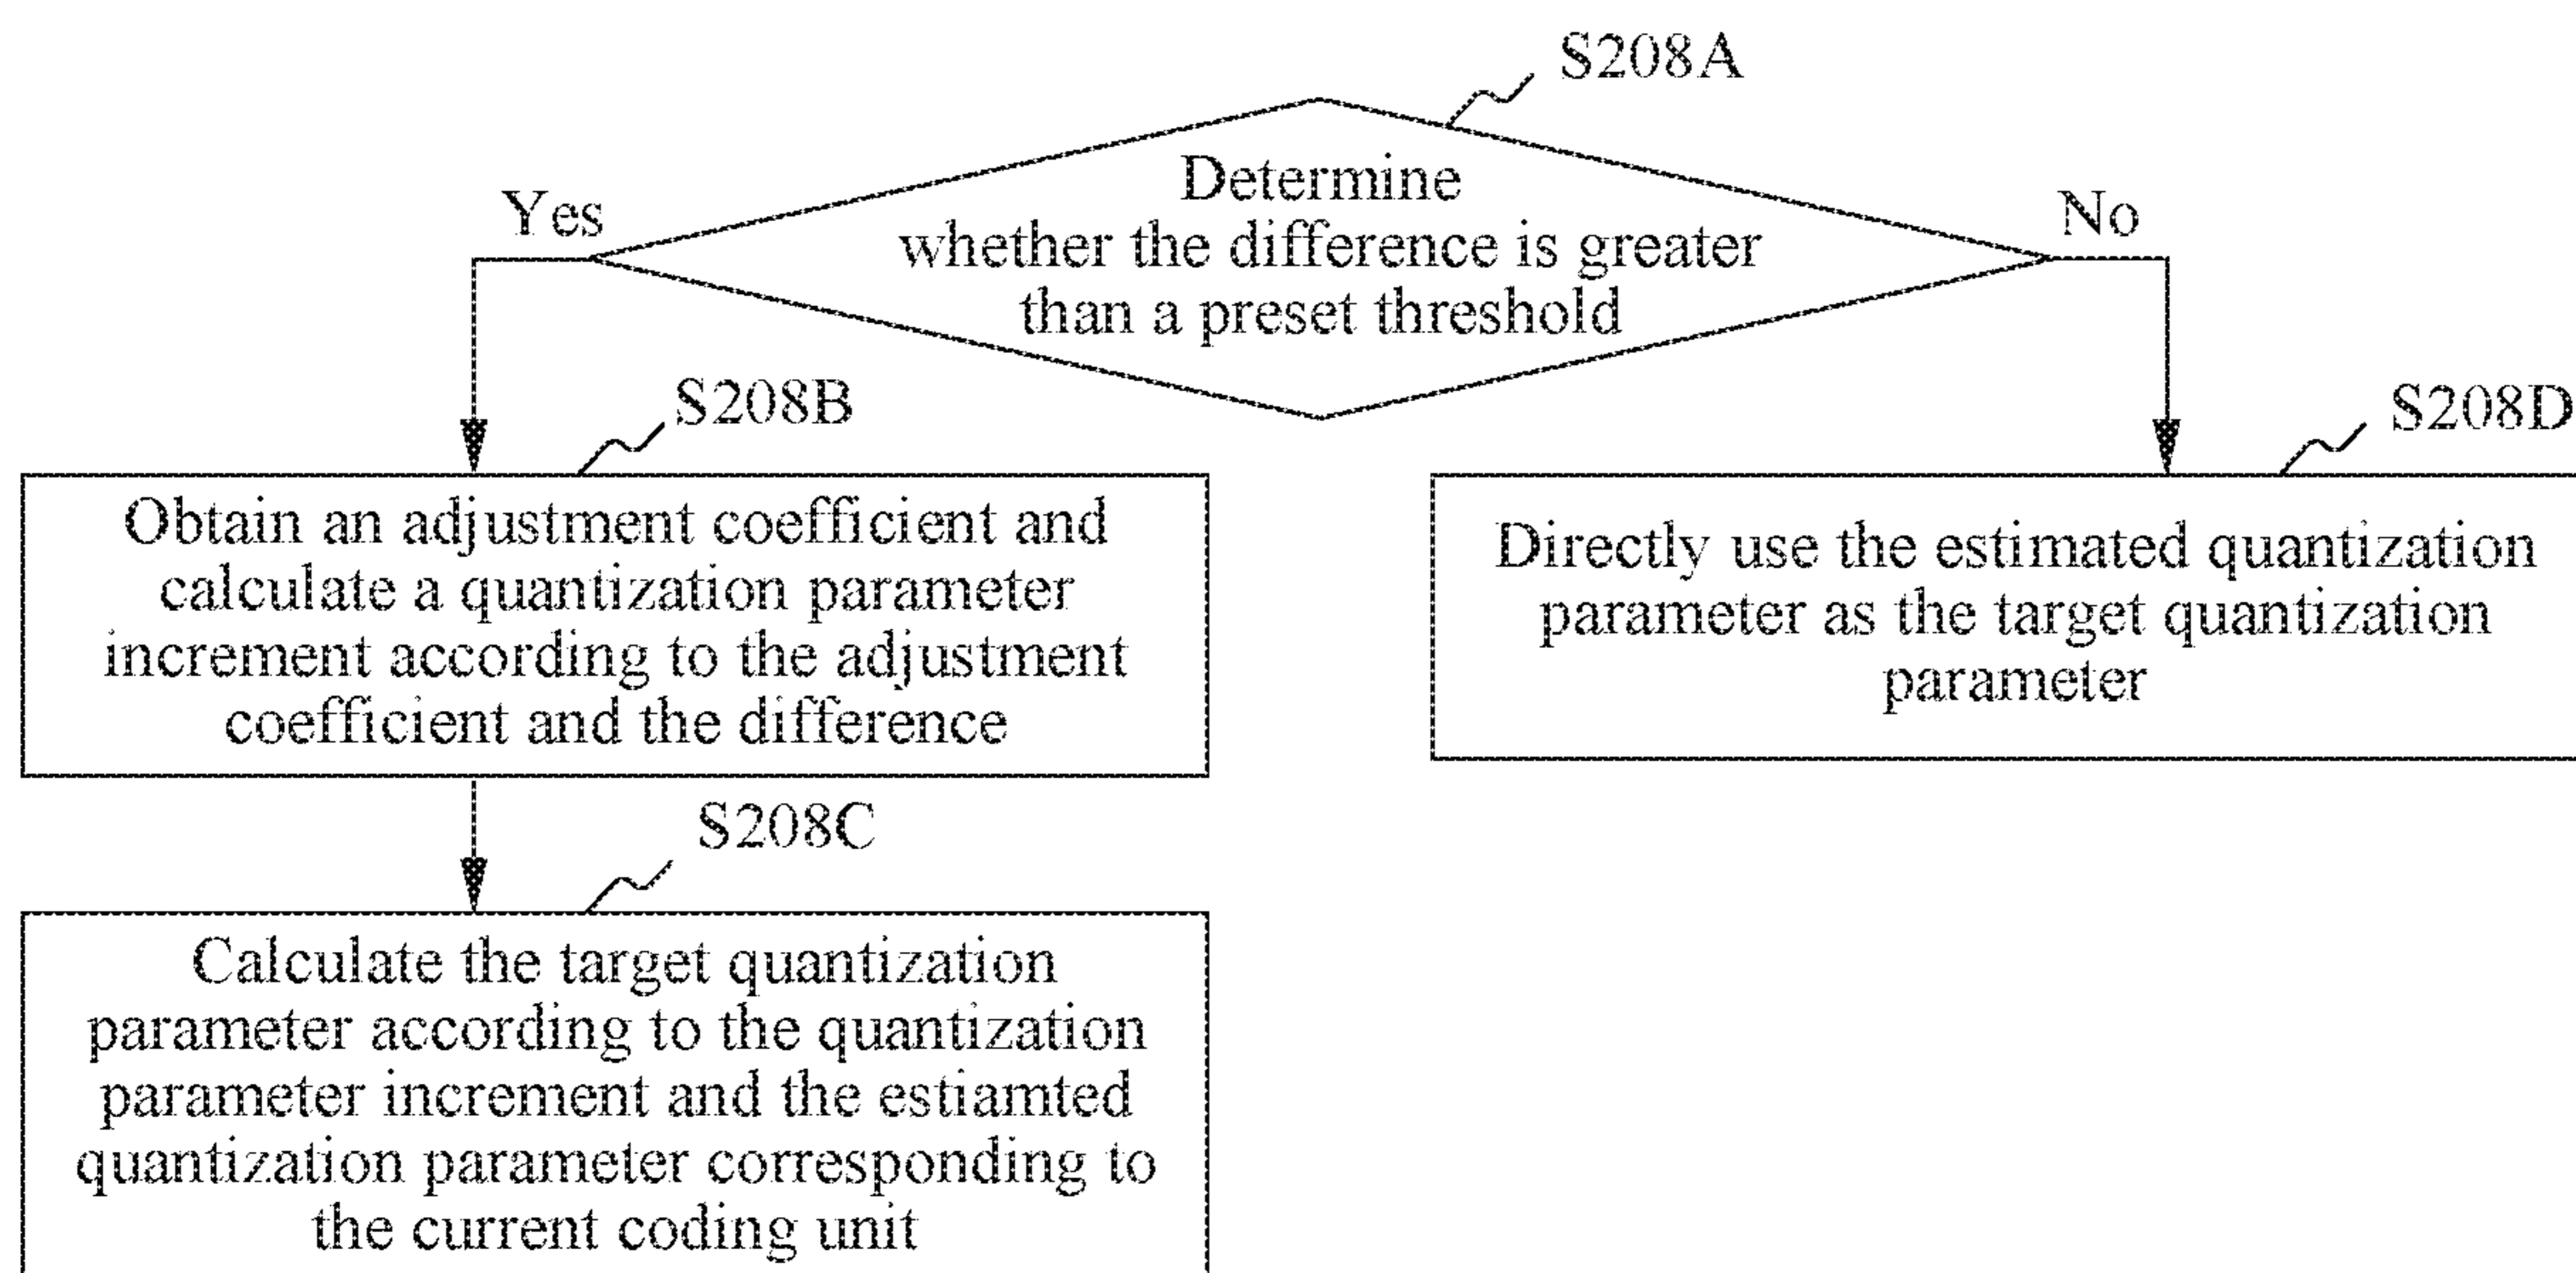 S208A
Determine
whether the difference is greater
than a preset threshold
Yes
No
S208B
Obtain an adjustment coefficient and
calculate a quantization parameter
increment according to the adjustment
coefficient and the difference
S208D
Directly use the estimated quantization
parameter as the target quantization
parameter
S208C
Calculate the target quantization
parameter according to the quantization
parameter increment and the estiamted
quantization parameter corresponding to
the current coding unit